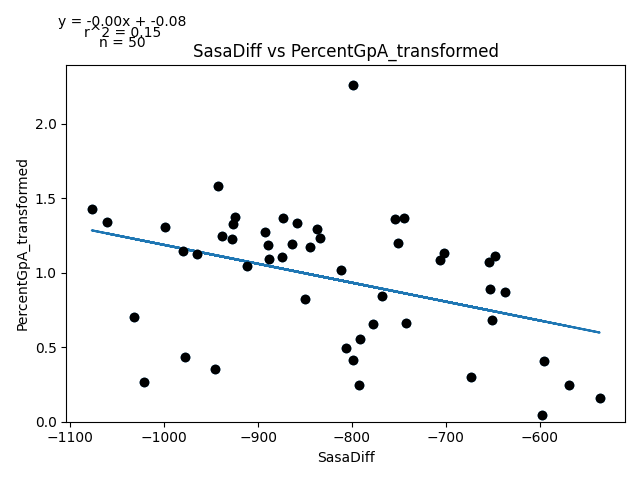 y = -0.00x + -0.08
r^2 = 0.15
n = 50
SasaDiff vs PercentGpA_transformed
PercentGpA_transformed
2.0
1.5
1.0
0.5
0.0
−1100 −1000 −900 −800 −700 −600
SasaDiff